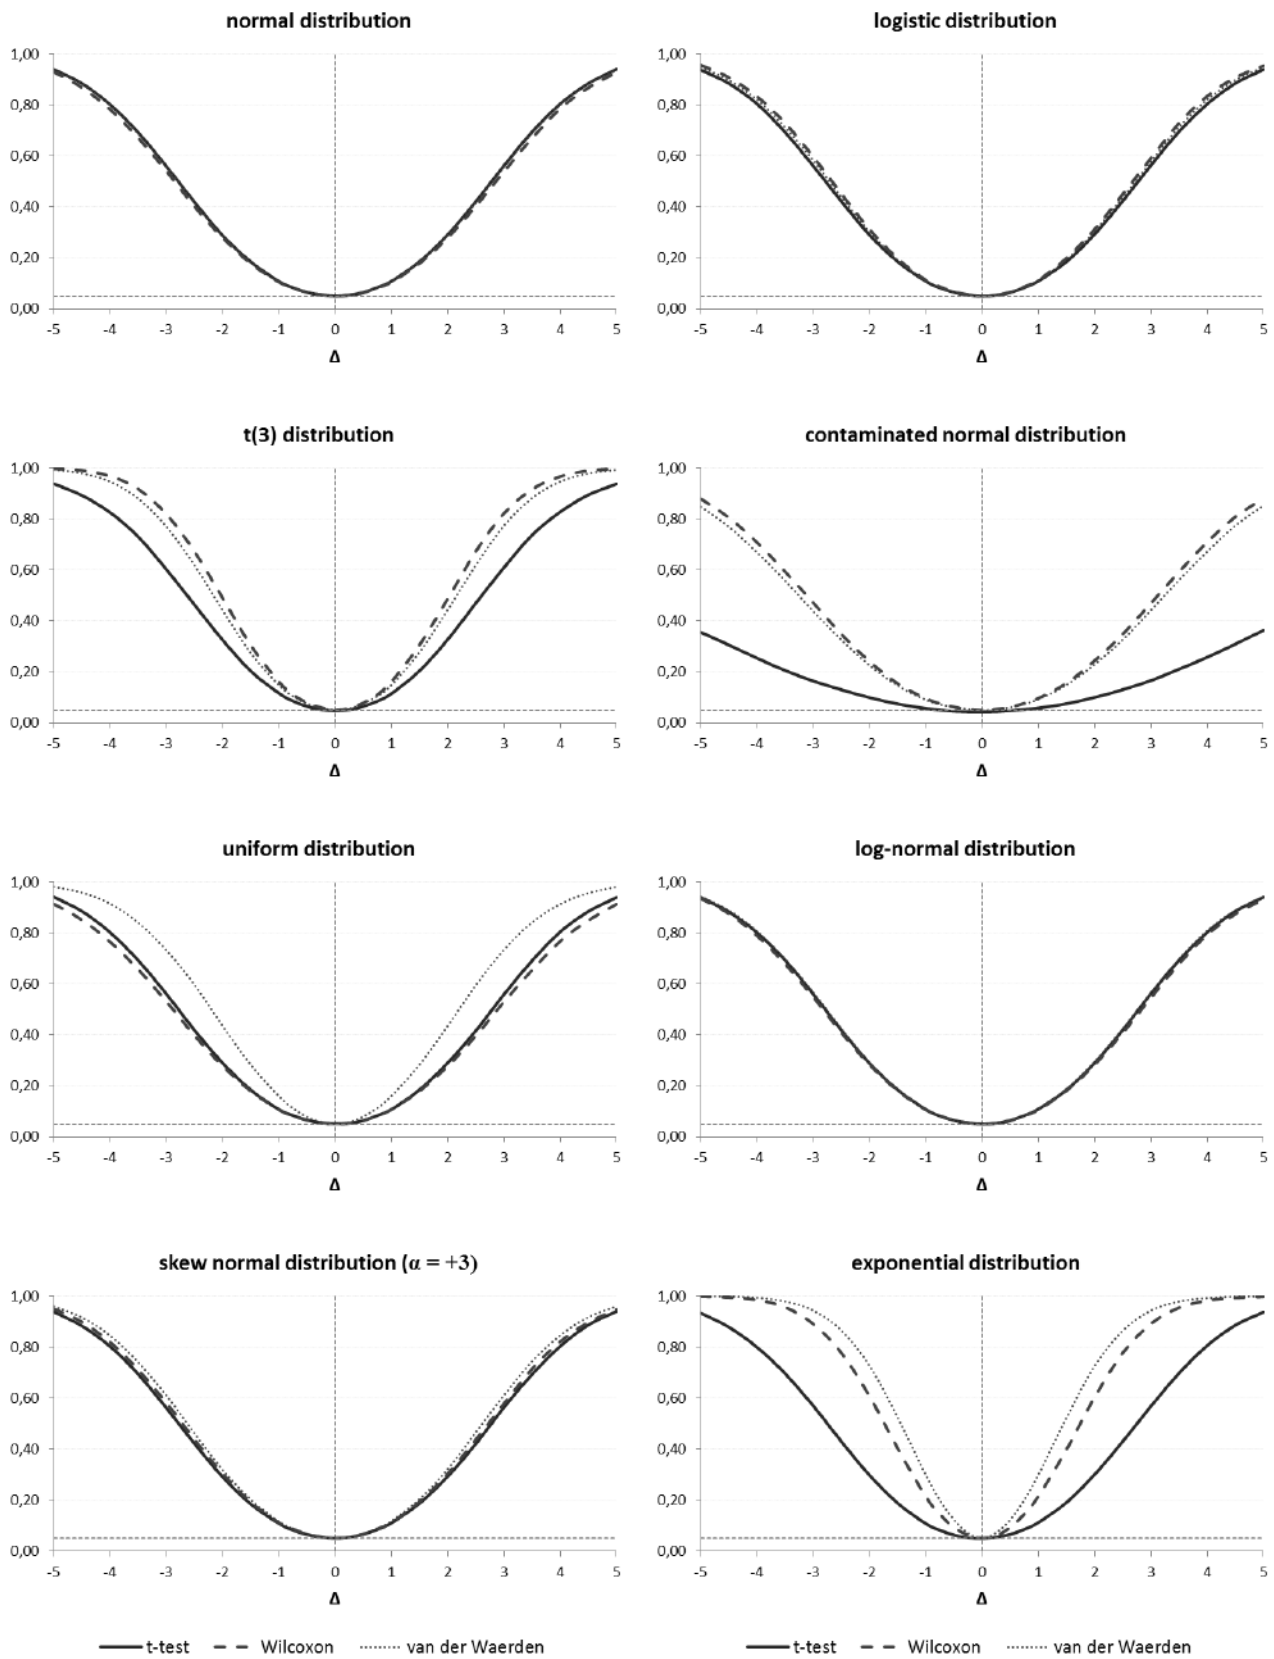 normal distribution
1,00
0,80
0,60
0,40
0,20
0,00
-5 -4 -3 -2 -1 0 1 2 3 4 5
Δ
logistic distribution
1,00
0,80
0,60
0,40
0,20
0,00
-5 -4 -3 -2 -1 0 1 2 3 4 5
Δ
t(3) distribution
1,00
0,80
0,60
0,40
0,20
0,00
-5 -4 -3 -2 -1 0 1 2 3 4 5
Δ
contaminated normal distribution
1,00
0,80
0,60
0,40
0,20
0,00
-5 -4 -3 -2 -1 0 1 2 3 4 5
Δ
uniform distribution
1,00
0,80
0,60
0,40
0,20
0,00
-5 -4 -3 -2 -1 0 1 2 3 4 5
Δ
log-normal distribution
1,00
0,80
0,60
0,40
0,20
0,00
-5 -4 -3 -2 -1 0 1 2 3 4 5
Δ
skew normal distribution (α = +3)
1,00
0,80
0,60
0,40
0,20
0,00
-5 -4 -3 -2 -1 0 1 2 3 4 5
Δ
exponential distribution
1,00
0,80
0,60
0,40
0,20
0,00
-5 -4 -3 -2 -1 0 1 2 3 4 5
Δ
t-test Wilcoxon van der Waerden
t-test Wilcoxon van der Waerden